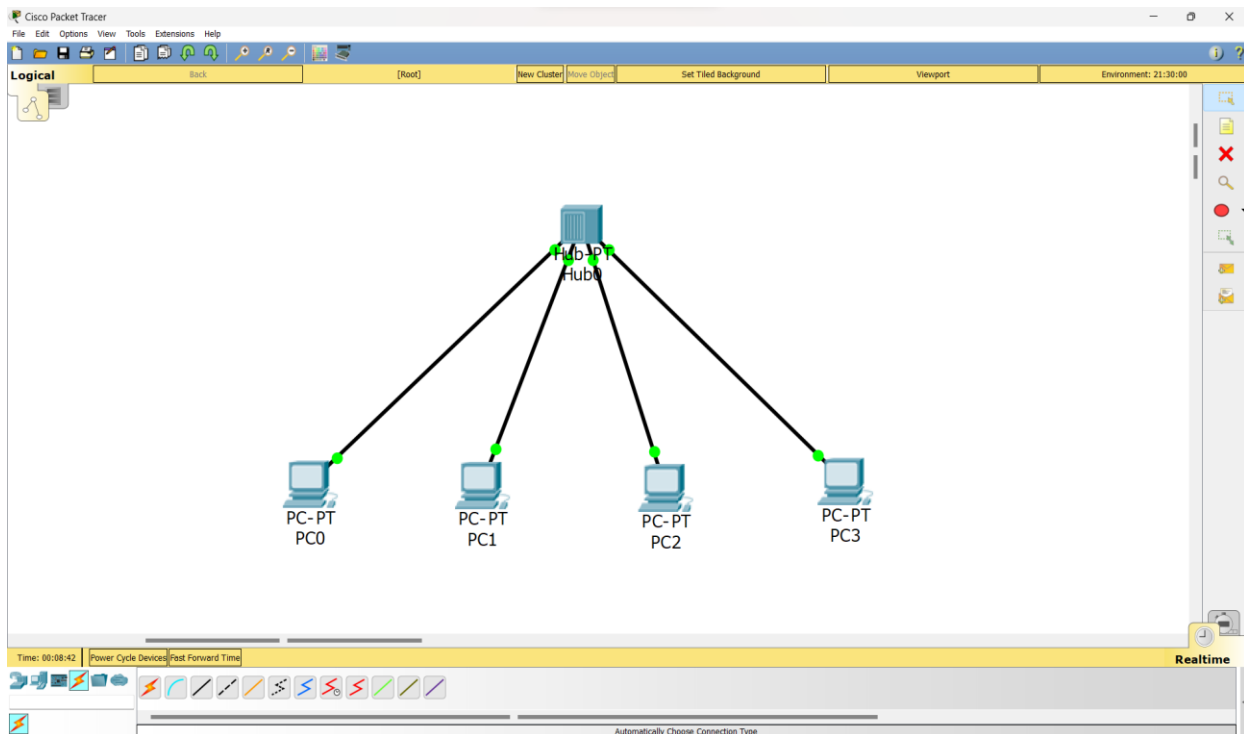 Cisco Packet Tracer
File Edit Options View Tools Extensions Help
Logical Back [Root] New Cluster Move Object Set Tiled Background Viewport Environment: 21:30:00
Hub-PT
Hub0
PC-PT PC-PT PC-PT PC-PT
PC0 PC1 PC2 PC3
Time: 00:08:42 Power Cycle Devices Fast Forward Time Realtime
Automatically Choose Connection Type